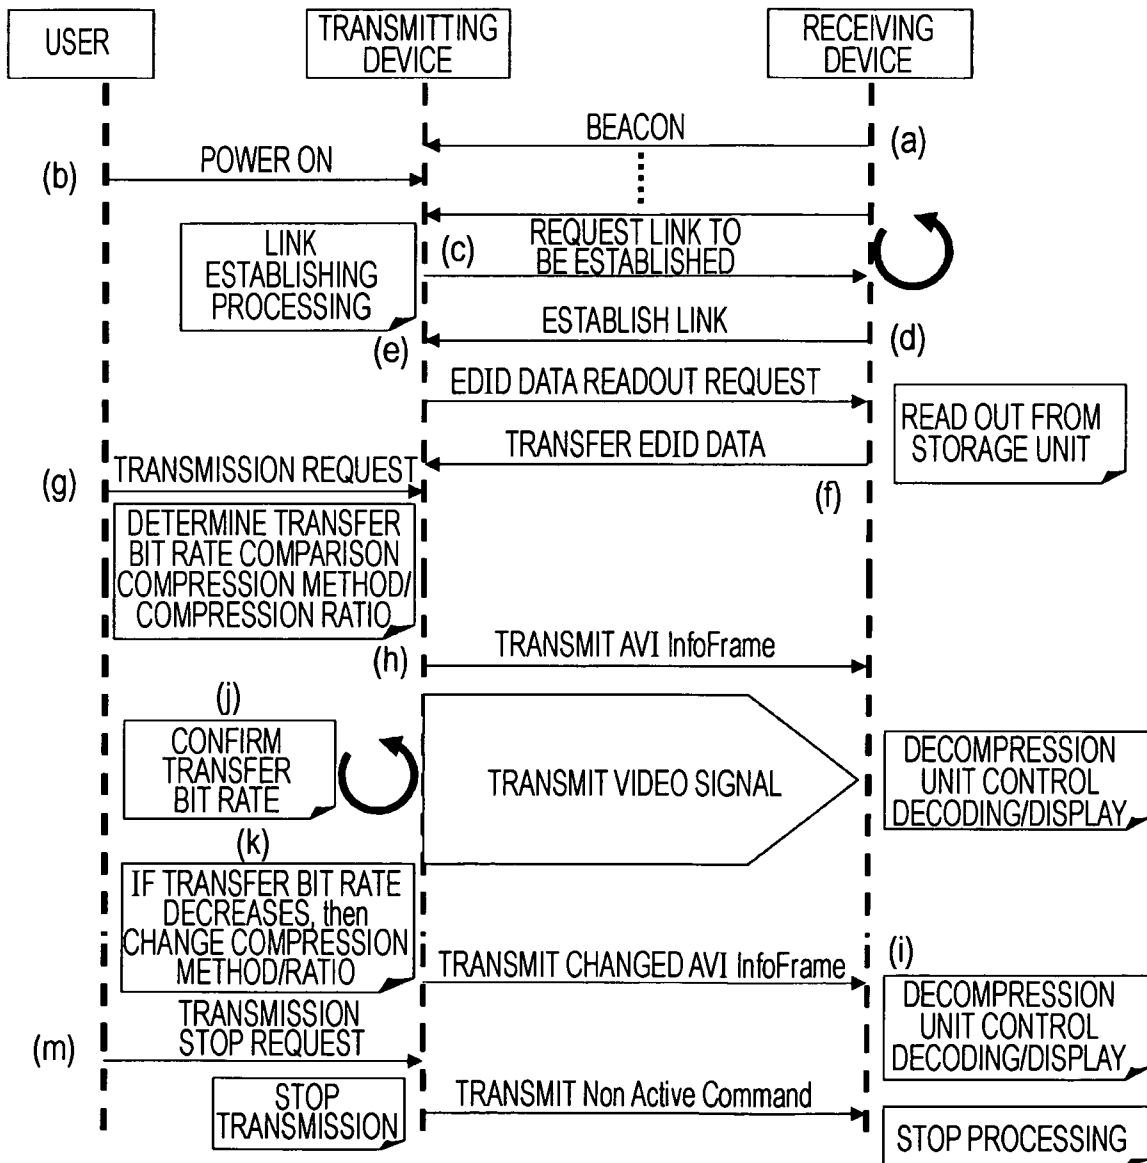 USER
TRANSMITTING
DEVICE
RECEIVING
DEVICE
BEACON
(a)
(b)
POWER ON
LINK
ESTABLISHING
PROCESSING
(c)
REQUEST LINK TO
BE ESTABLISHED
ESTABLISH LINK
(d)
(e)
EDID DATA READOUT REQUEST
READ OUT FROM
STORAGE UNIT
TRANSFER EDID DATA
(f)
(g)
TRANSMISSION REQUEST
DETERMINE TRANSFER
BIT RATE COMPARISON
COMPRESSION METHOD/
COMPRESSION RATIO
(h)
TRANSMIT AVI InfoFrame
(j)
CONFIRM
TRANSFER
BIT RATE
TRANSMIT VIDEO SIGNAL
DECOMPRESSION
UNIT CONTROL
DECODING/DISPLAY
(k)
IF TRANSFER BIT RATE
DECREASES, then
CHANGE COMPRESSION
METHOD/RATIO
TRANSMIT CHANGED AVI InfoFrame
(i)
DECOMPRESSION
UNIT CONTROL
DECODING/DISPLAY
(m)
TRANSMISSION
STOP REQUEST
STOP
TRANSMISSION
TRANSMIT Non Active Command
STOP PROCESSING